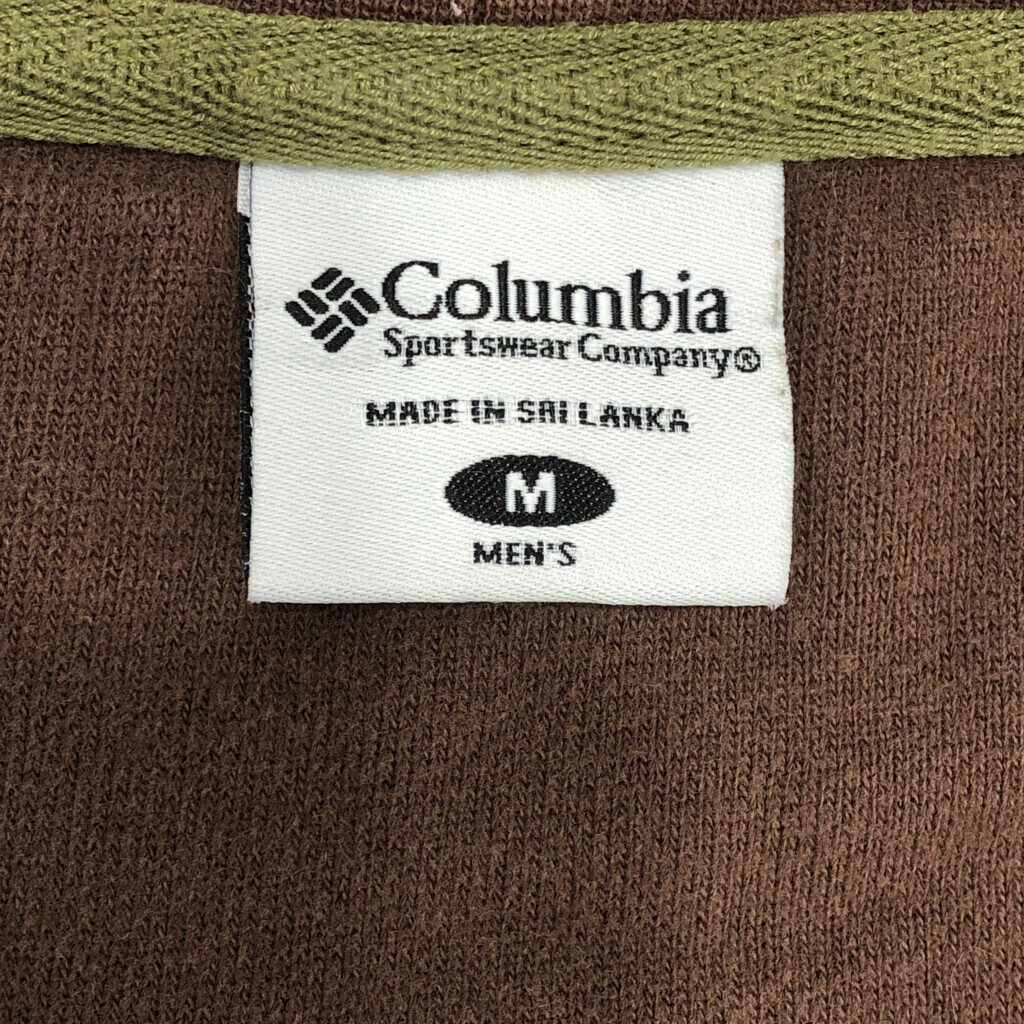 Columbia
Sportswear Company®
MADE IN SRI LANKA
M
MEN'S